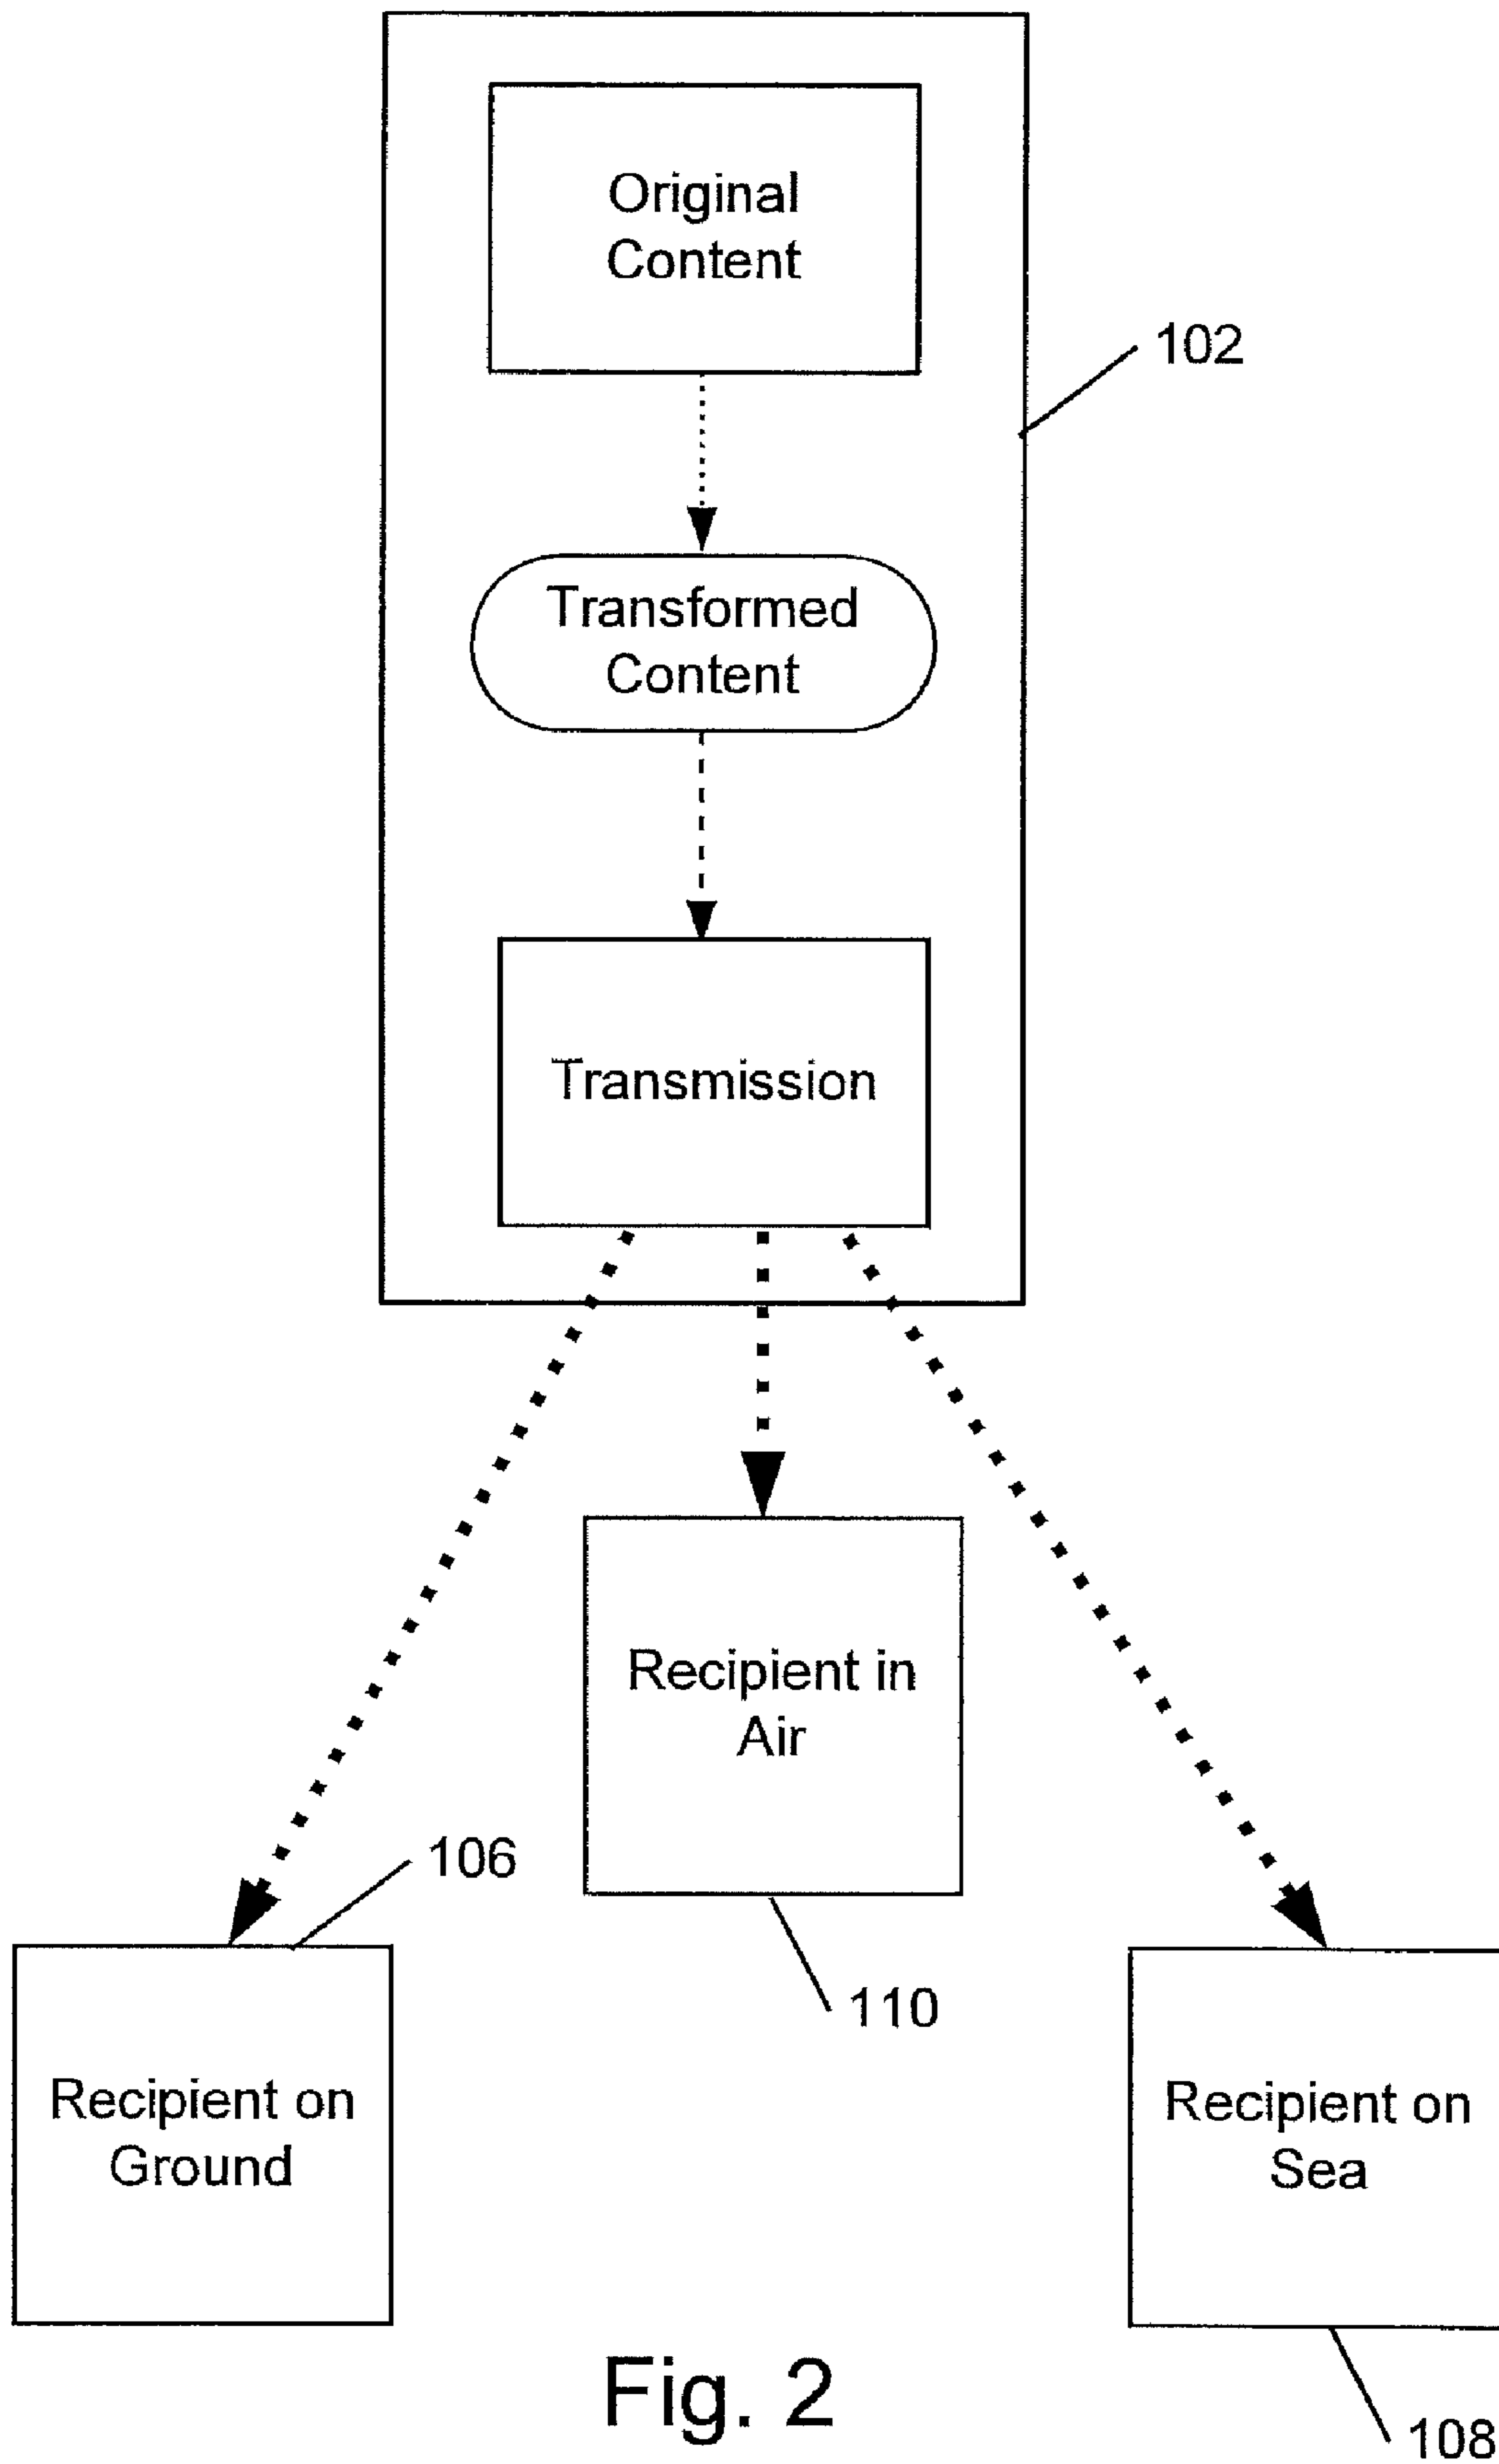 Original
Content
102
Transformed
Content
Transmission
Recipient in
Air
106
110
Recipient on
Ground
Recipient on
Sea
Fig. 2
108